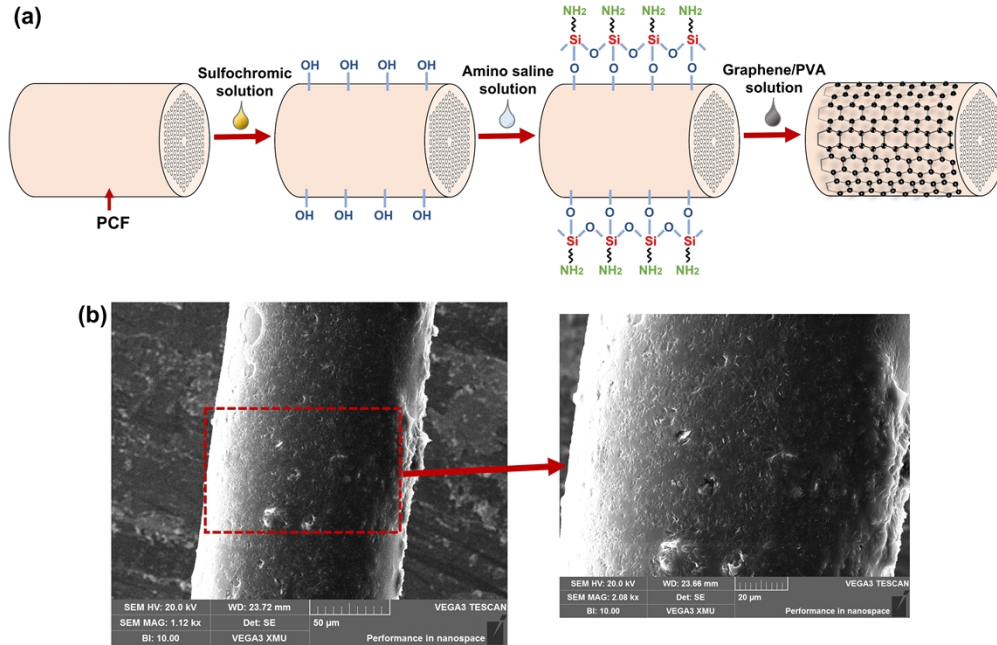 (a)
NH2 NH2 NH2 NH2
Si Si Si Si
O O O
O O O O
Sulfochromic
solution
OH OH OH OH
Amino saline
solution
Graphene/PVA
solution
PCF
OH OH OH OH
O O O O
O O O
Si Si Si Si
NH2 NH2 NH2 NH2
(b)
SEM HV: 20.0 kV WD: 23.72 mm VEGA3 TESCAN
SEM MAG: 1.12 kx Det: SE 50 µm
BI: 10.00 VEGA3 XMU Performance in nanospace
SEM HV: 20.0 kV WD: 23.66 mm VEGA3 TESCAN
SEM MAG: 2.08 kx Det: SE 20 µm
BI: 10.00 VEGA3 XMU Performance in nanospace